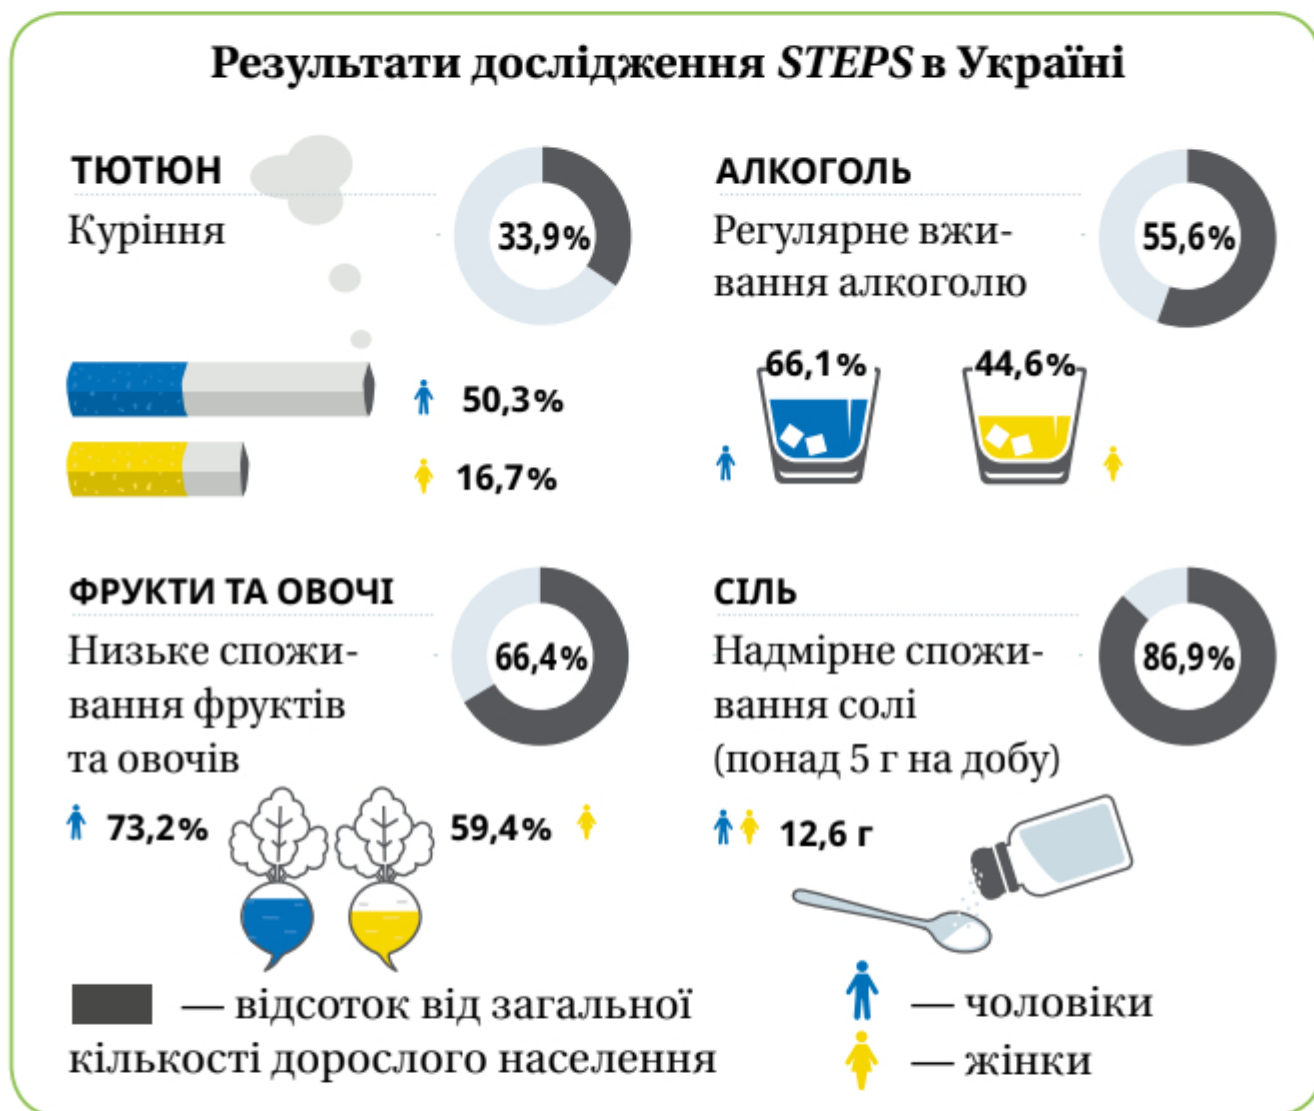 Результати дослідження STEPS в Україні
ТЮТЮН
Куріння
33,9%
50,3%
16,7%
АЛКОГОЛЬ
Регулярне вжи-
вання алкоголю
55,6%
66,1%
44,6%
ФРУКТИ ТА ОВОЧІ
Низьке спожи-
вання фруктів
та овочів
66,4%
73,2%
59,4%
СІЛЬ
Надмірне спожи-
вання солі
(понад 5 г на добу)
86,9%
12,6 г
— відсоток від загальної
кількості дорослого населення
— чоловіки
— жінки